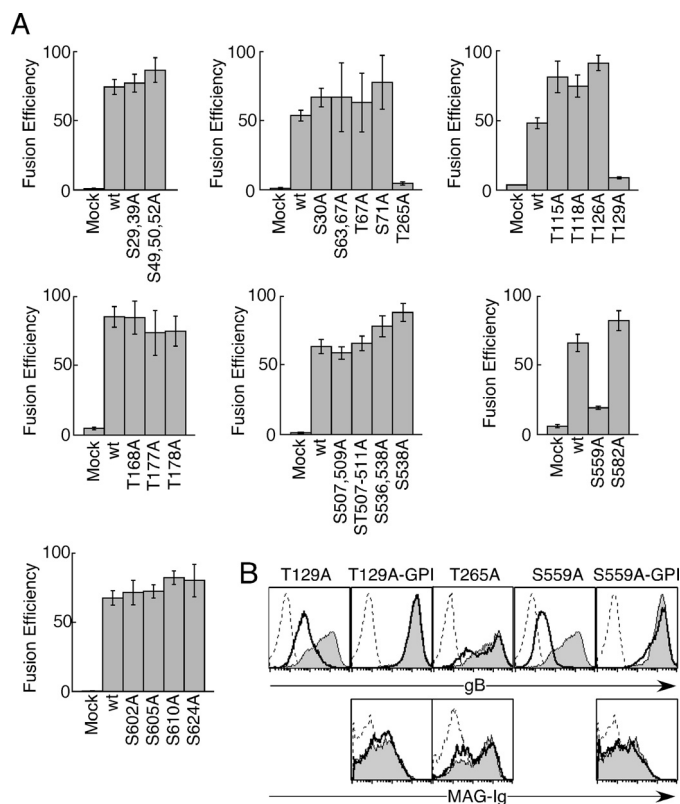 A
Fusion Efficiency
100
50
0
Mock
wt
S29,39A
S49,50,52A
Fusion Efficiency
100
50
0
Mock
wt
S30A
S63,67A
T67A
S71A
T265A
Fusion Efficiency
100
50
0
Mock
wt
T115A
T118A
T126A
T129A
Fusion Efficiency
100
50
0
Mock
wt
T168A
T177A
T178A
Fusion Efficiency
100
50
0
Mock
wt
S507,509A
ST507-511A
S536,538A
S538A
Fusion Efficiency
100
50
0
Mock
wt
S559A
S582A
Fusion Efficiency
100
50
0
Mock
wt
S602A
S605A
S610A
S624A
B
T129A T129A-GPI T265A S559A S559A-GPI
gB
MAG-Ig